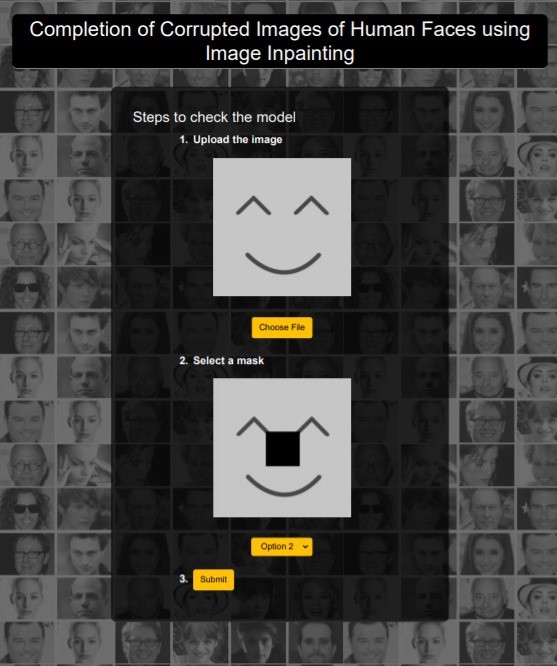 Completion of Corrupted Images of Human Faces using
Image Inpainting
Steps to check the model
1. Upload the image
Choose File
2. Select a mask
Option 2
3. Submit